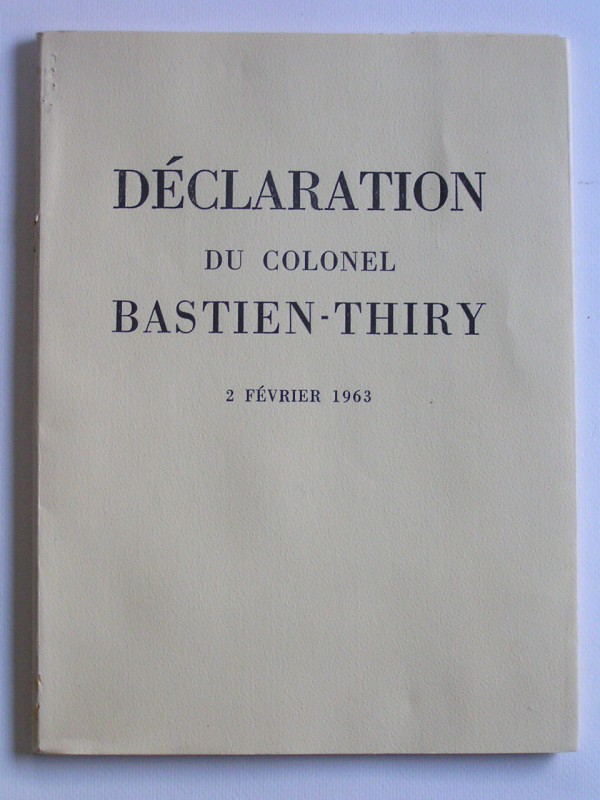 DÉCLARATION
DU COLONEL
BASTIEN-THIRY
2 FÉVRIER 1963